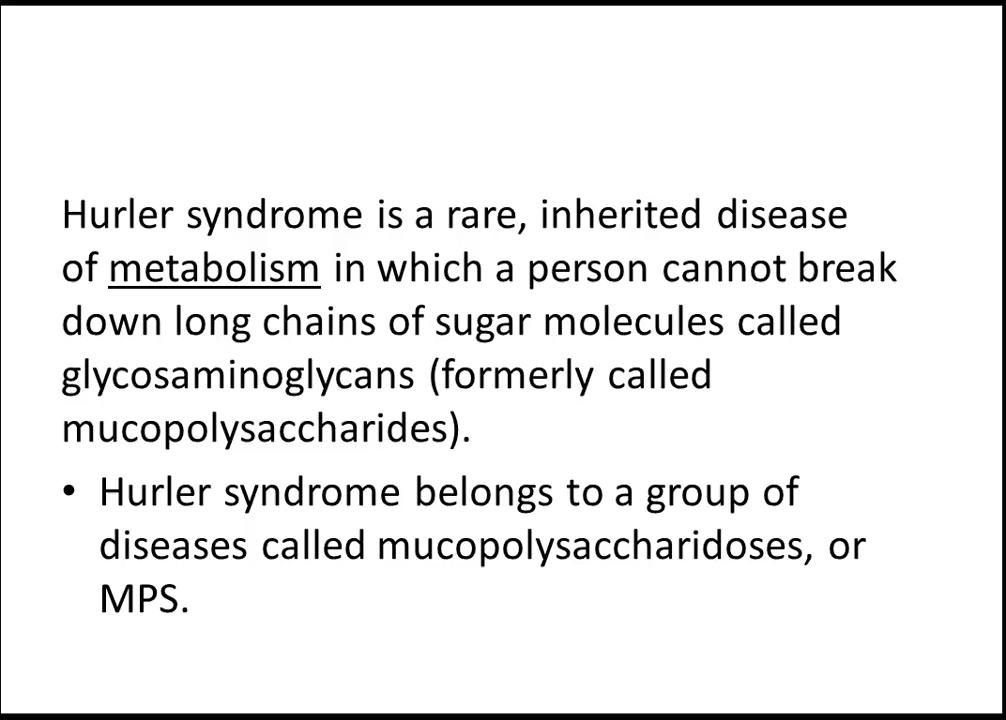 Hurler syndrome is a rare, inherited disease
of metabolism in which a person cannot break
down long chains of sugar molecules called
glycosaminoglycans (formerly called
mucopolysaccharides).
• Hurler syndrome belongs to a group of
diseases called mucopolysaccharidoses, or
MPS.